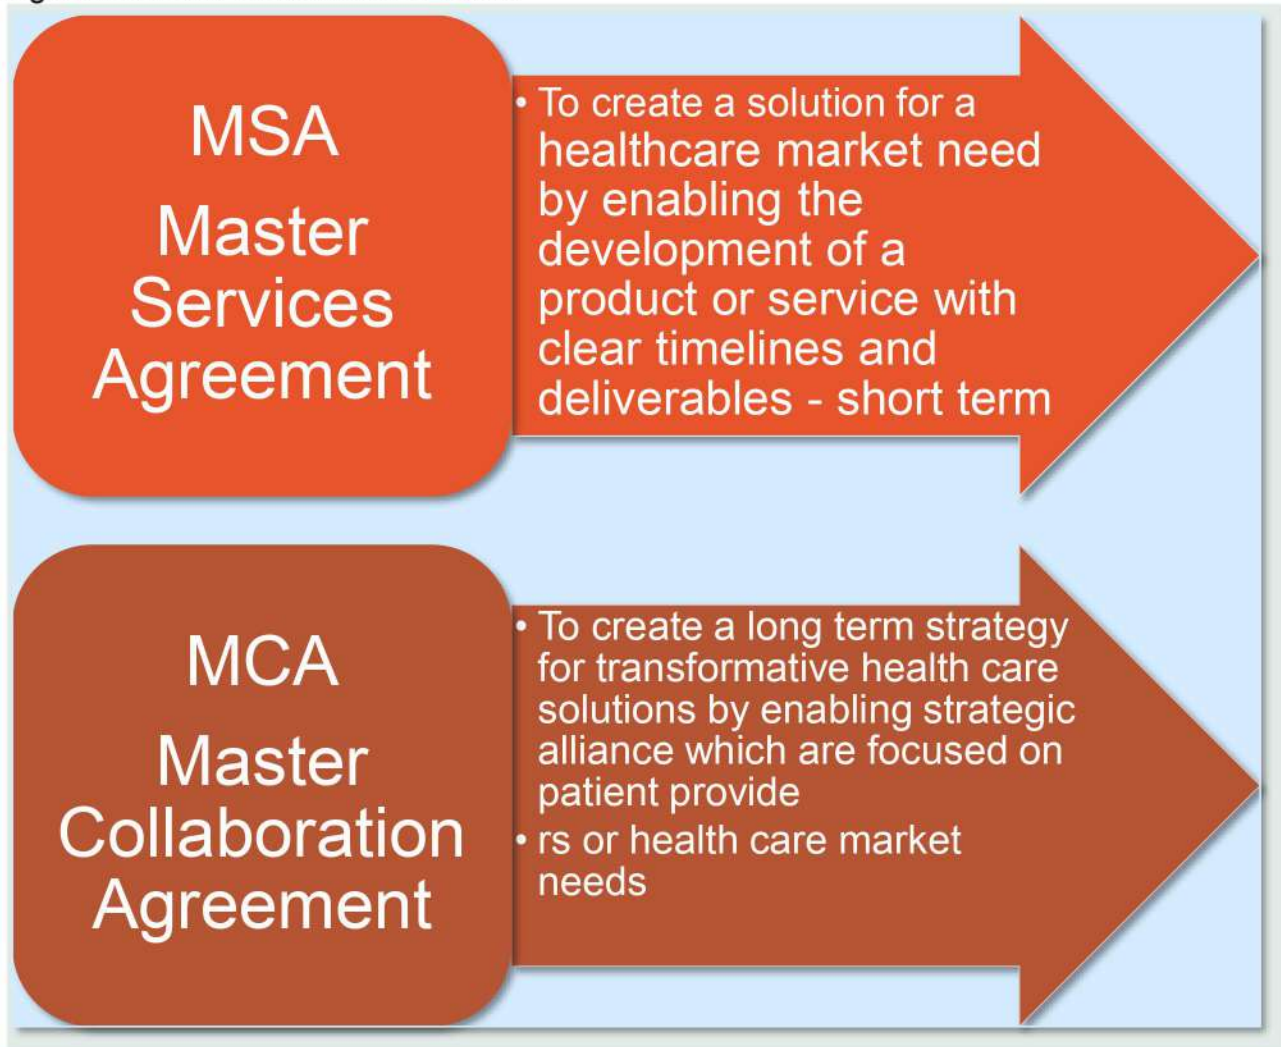 MSA
Master
Services
Agreement
• To create a solution for a
healthcare market need
by enabling the
development of a
product or service with
clear timelines and
deliverables - short term
MCA
Master
Collaboration
Agreement
• To create a long term strategy
for transformative health care
solutions by enabling strategic
alliance which are focused on
patient provide
• rs or health care market
needs